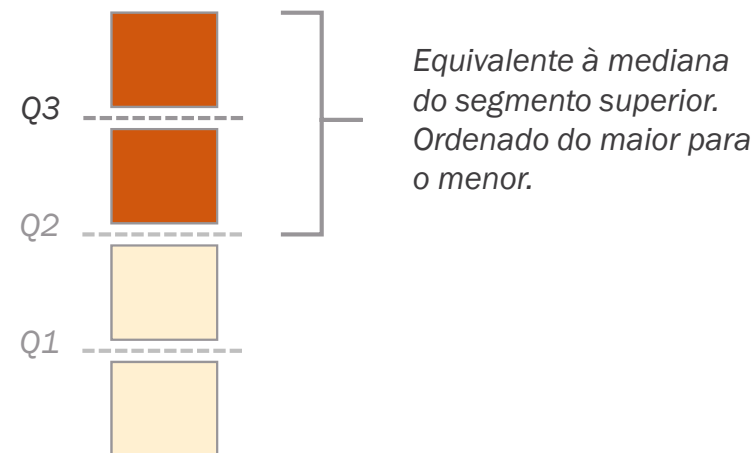 Equivalente à mediana
do segmento superior.
Ordenado do maior para
o menor.
Q3
Q2
Q1